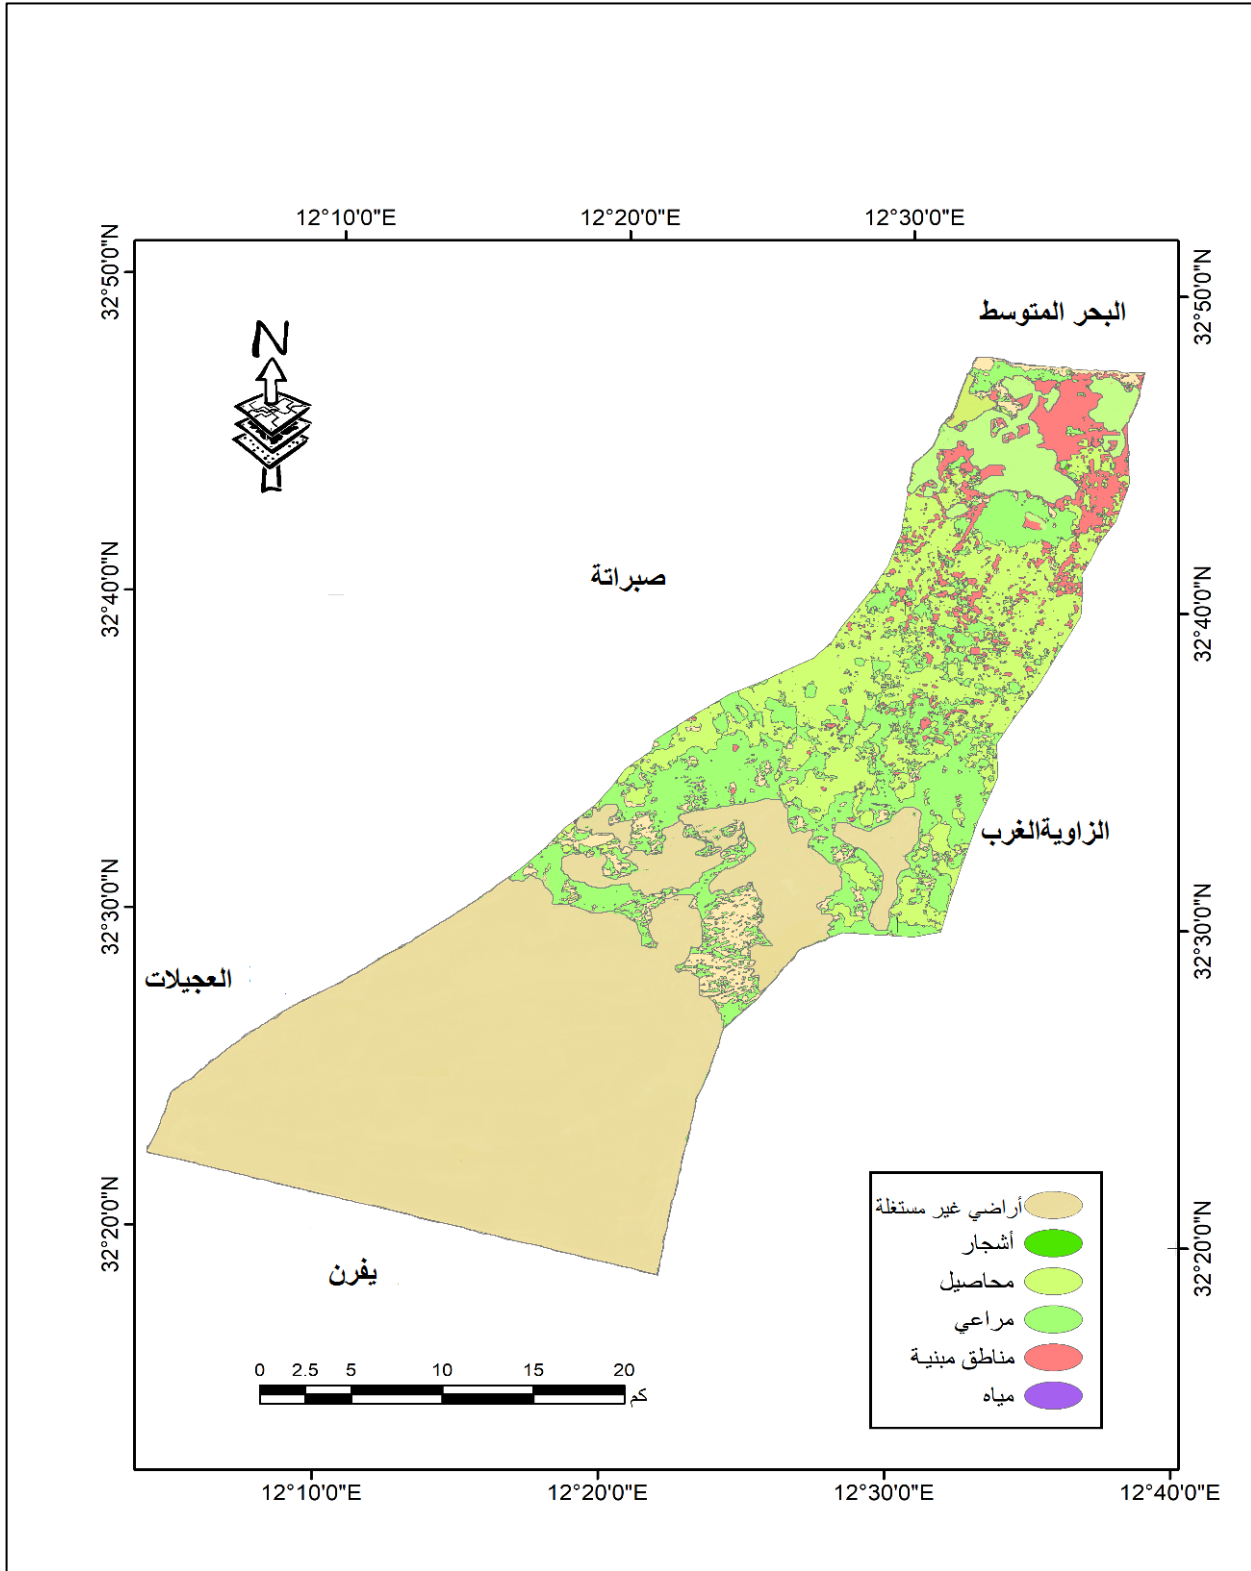 12°10'0"E 12°20'0"E 12°30'0"E
32°50'0"N
32°50'0"N
البحر المتوسط
N
صبراتة
32°40'0"N
32°40'0"N
الزاويةالغرب
32°30'0"N
32°30'0"N
العجيلات
32°20'0"N
32°20'0"N
يفرن
أراضي غير مستغلة
أشجار
محاصيل
مراعي
مناطق مبنية
مياه
0 2.5 5 10 15 20
كم
12°10'0"E 12°20'0"E 12°30'0"E 12°40'0"E